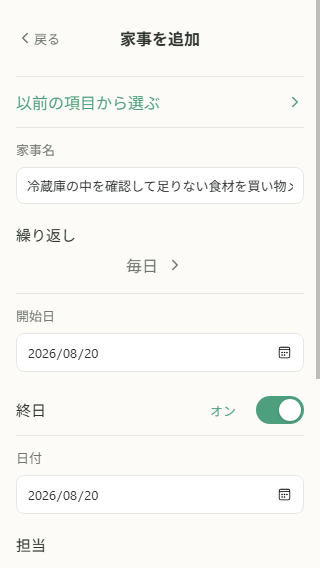 戻る
家事を追加
以前の項目から選ぶ
家事名
冷蔵庫の中を確認して足りない食材を買い物
繰り返し
毎日
開始日
2026/08/20
終日
オン
日付
2026/08/20
担当